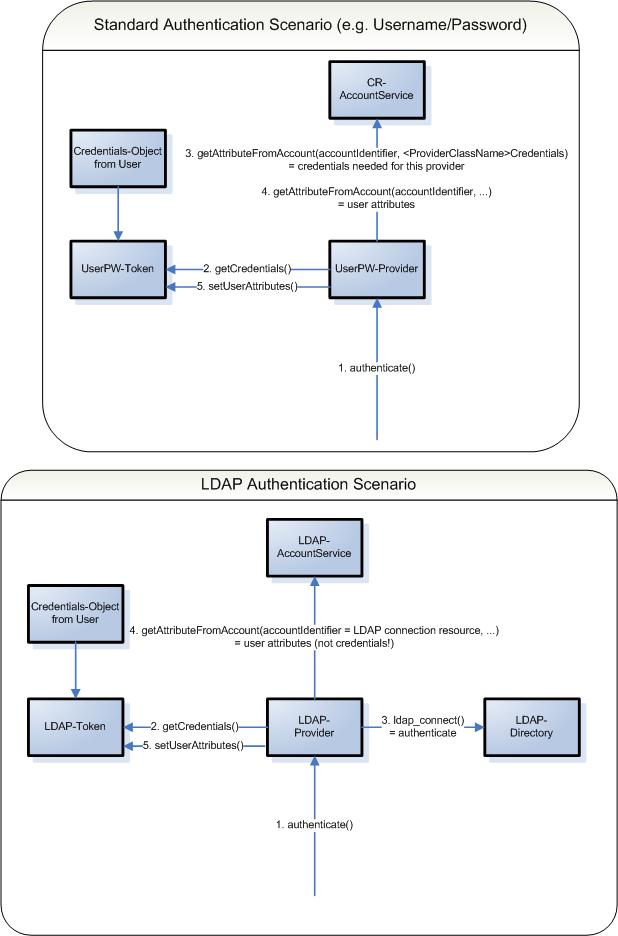 Standard Authentication Scenario (e.g. Username/Password)
CR-
AccountService
Credentials-Object
from User
3. getAttributeFromAccount(accountIdentifier, <ProviderClassName>Credentials)
= credentials needed for this provider
4. getAttributeFromAccount(accountIdentifier, ...)
= user attributes
UserPW-Token
2. getCredentials()
5. setUserAttributes()
UserPW-Provider
1. authenticate()
LDAP Authentication Scenario
LDAP-
AccountService
Credentials-Object
from User
4. getAttributeFromAccount(accountIdentifier = LDAP connection resource, ...)
= user attributes (not credentials!)
LDAP-Token
2. getCredentials()
5. setUserAttributes()
LDAP-
Provider
3. ldap_connect()
= authenticate
LDAP-
Directory
1. authenticate()